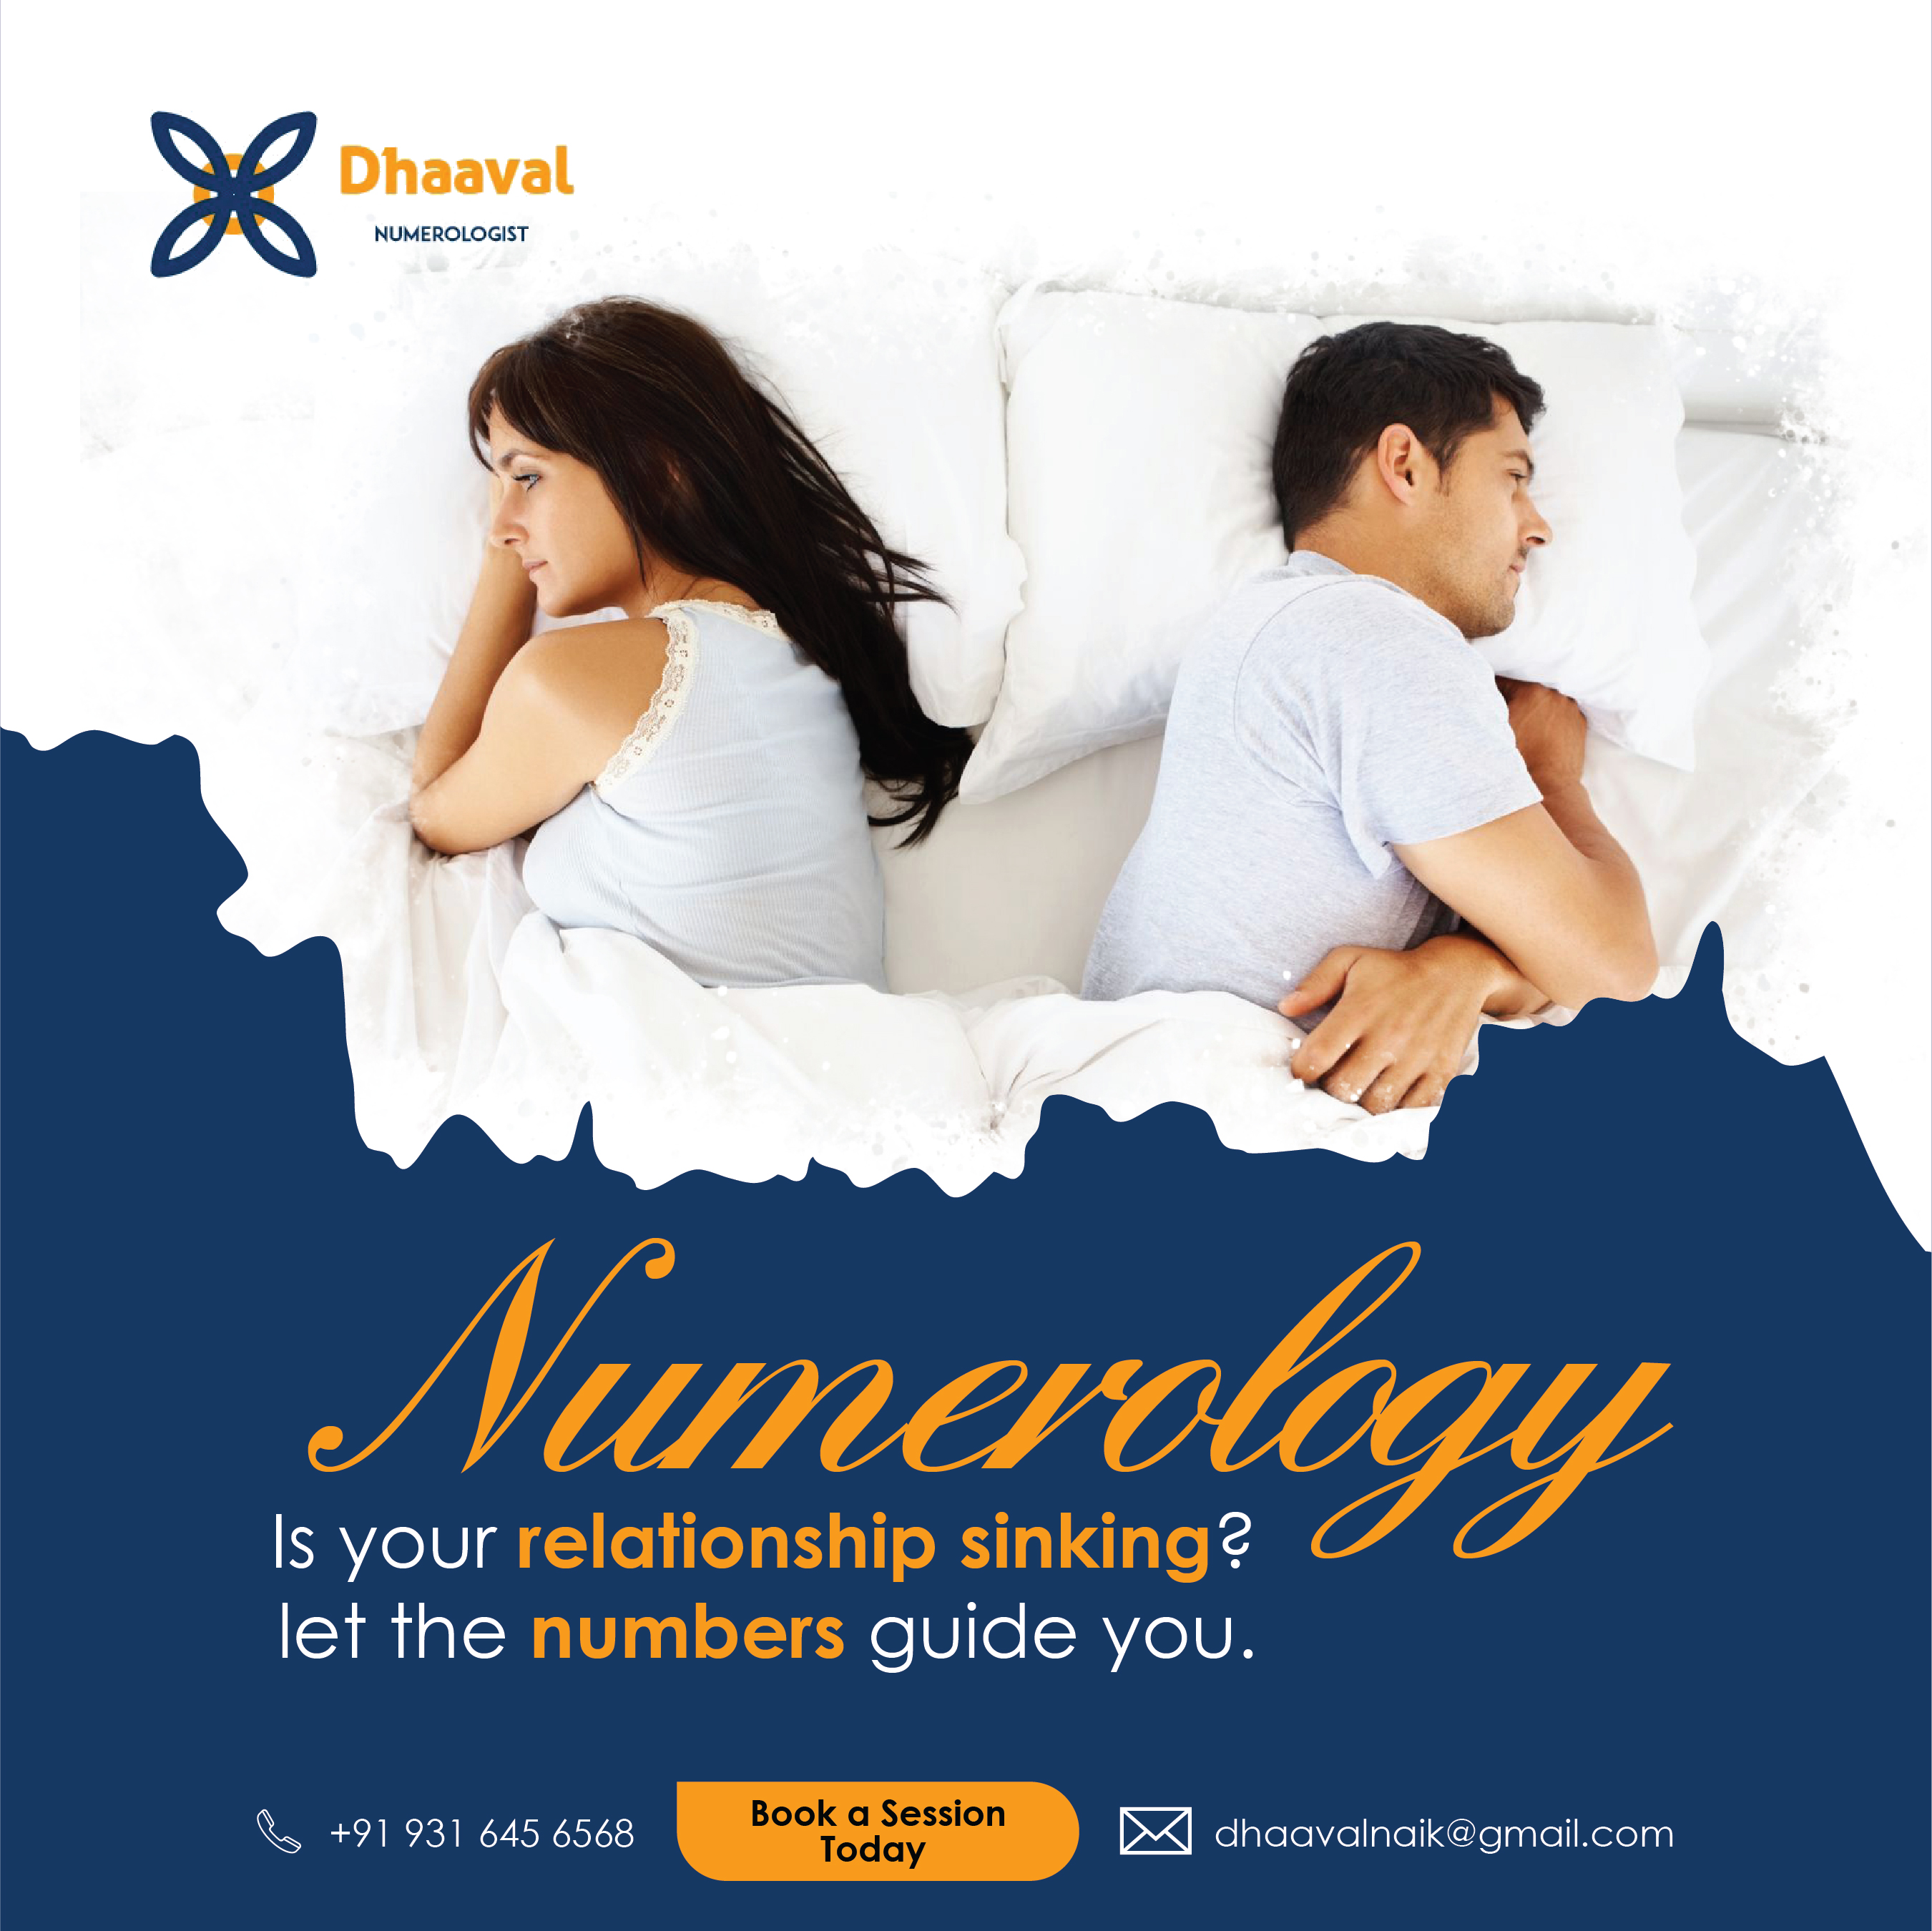 Dhaaval
NUMEROLOGIST
Numerology
Is your relationship sinking?
let the numbers guide you.
+91 931 645 6568
Book a Session
Today
dhaavalnaik@gmail.com